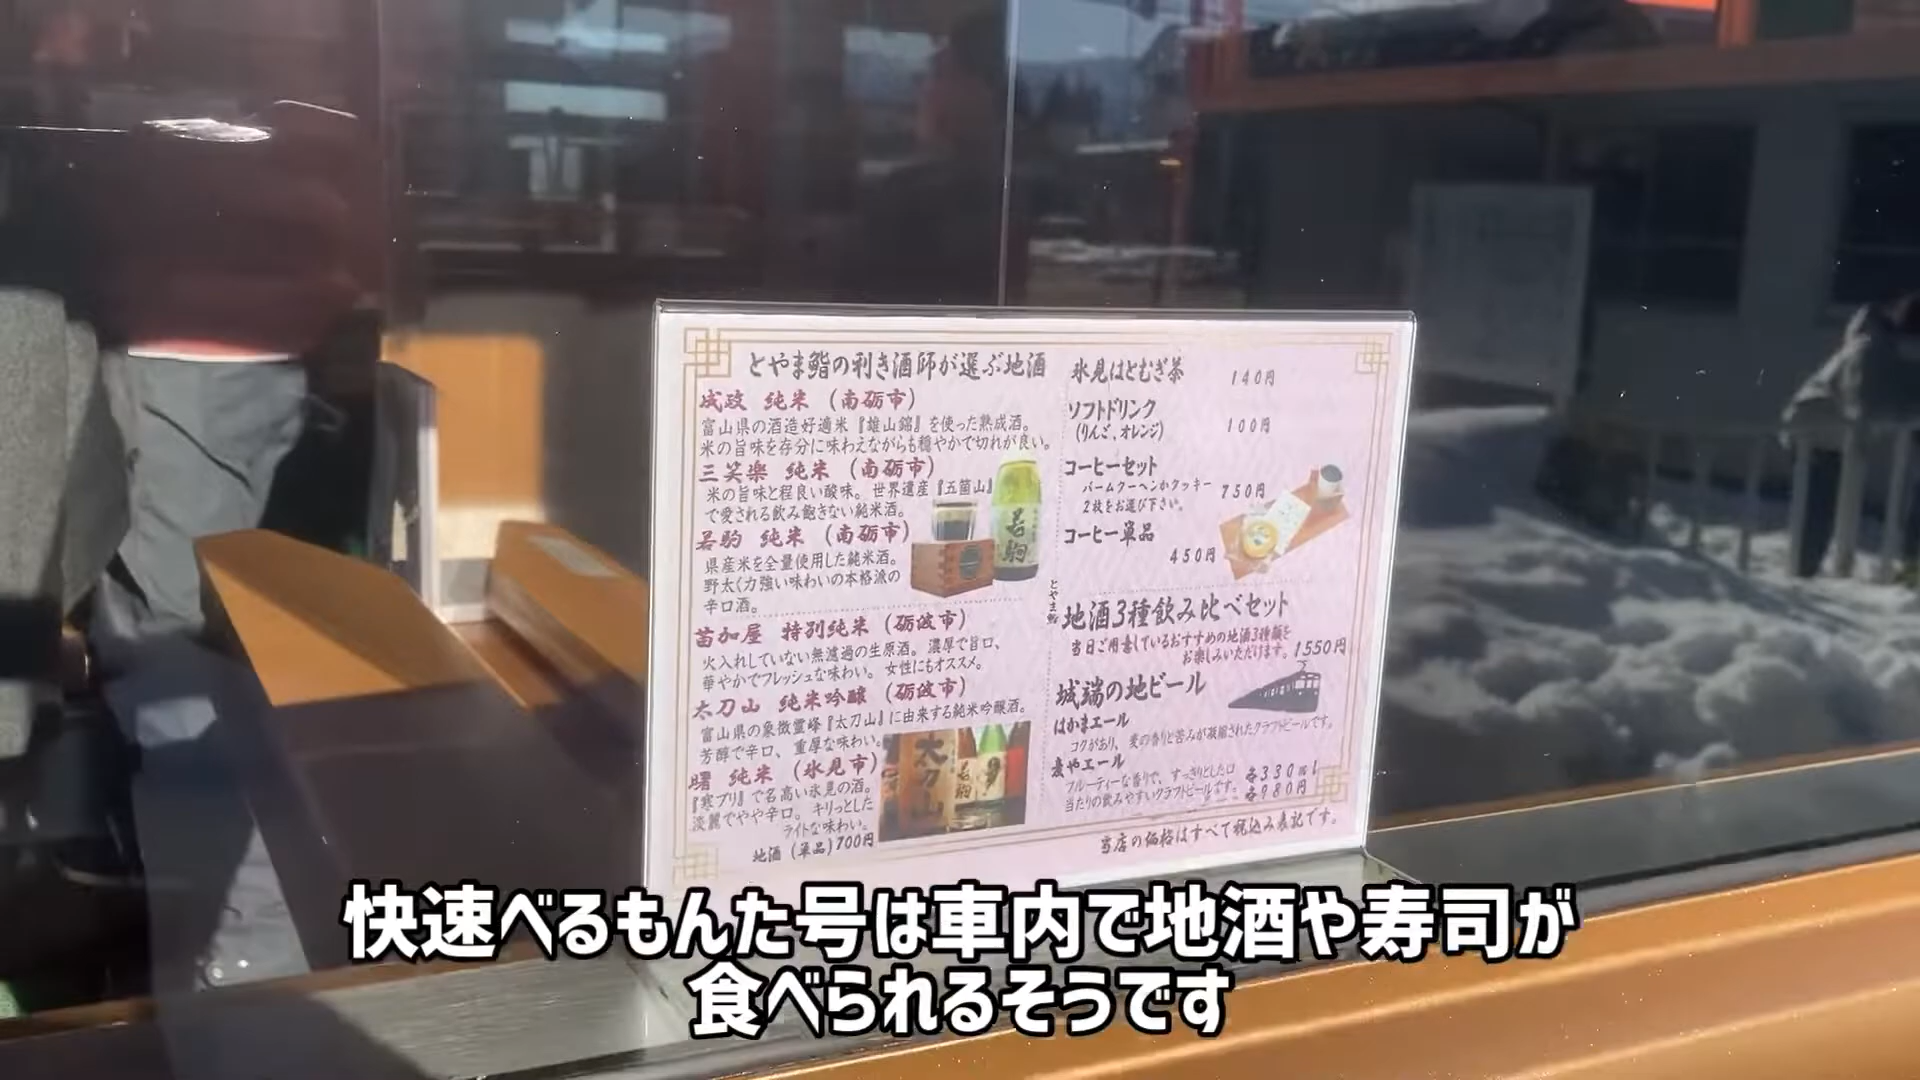 とやま鮨の利き酒師が選ぶ地酒
成政 純米 (南砺市)
富山県の酒造好適米『雄山錦』を使った熟成酒。
米の旨味を存分に味わえながらも穏やかで切れが良い。
三笑楽 純米 (南砺市)
米の旨味と程良い酸味。世界遺産『五箇山』
で愛される飲み飽きない純米酒。
若駒 純米 (南砺市)
県産米を全量使用した純米酒。
野太く力強い味わいの本格派の
辛口酒。
苗加屋 特別純米 (砺波市)
火入れしていない無濾過の生原酒。濃厚で旨口、
華やかでフレッシュな味わい。女性にもオススメ。
太刀山 純米吟醸 (砺波市)
富山県の象徴霊峰『太刀山』に由来する純米吟醸酒。
芳醇で辛口、重厚な味わい。
曙 純米 (氷見市)
『寒ブリ』で名高い氷見の酒。
淡麗でやや辛口。キリっとした
ライトな味わい。
地酒 (単品) 700円
若駒
太刀山
若駒
氷見はとむぎ茶 140円
ソフトドリンク
(りんご、オレンジ) 100円
コーヒーセット
バームクーヘンかクッキー 750円
2枚をお選び下さい。
コーヒー単品
450円
とやま鮨
地酒3種飲み比べセット
当日ご用意しているおすすめの地酒3種類を
お楽しみいただけます。1550円
城端の地ビール
はかまエール
コクがあり、麦の香りと苦みが凝縮されたクラフトビールです。
麦やエール
フルーティーな香りで、すっきりとした口 各330ml
当たりの飲みやすいクラフトビールです。 各980円
当店の価格はすべて税込み表記です。
快速べるもんた号は車内で地酒や寿司が
食べられるそうです